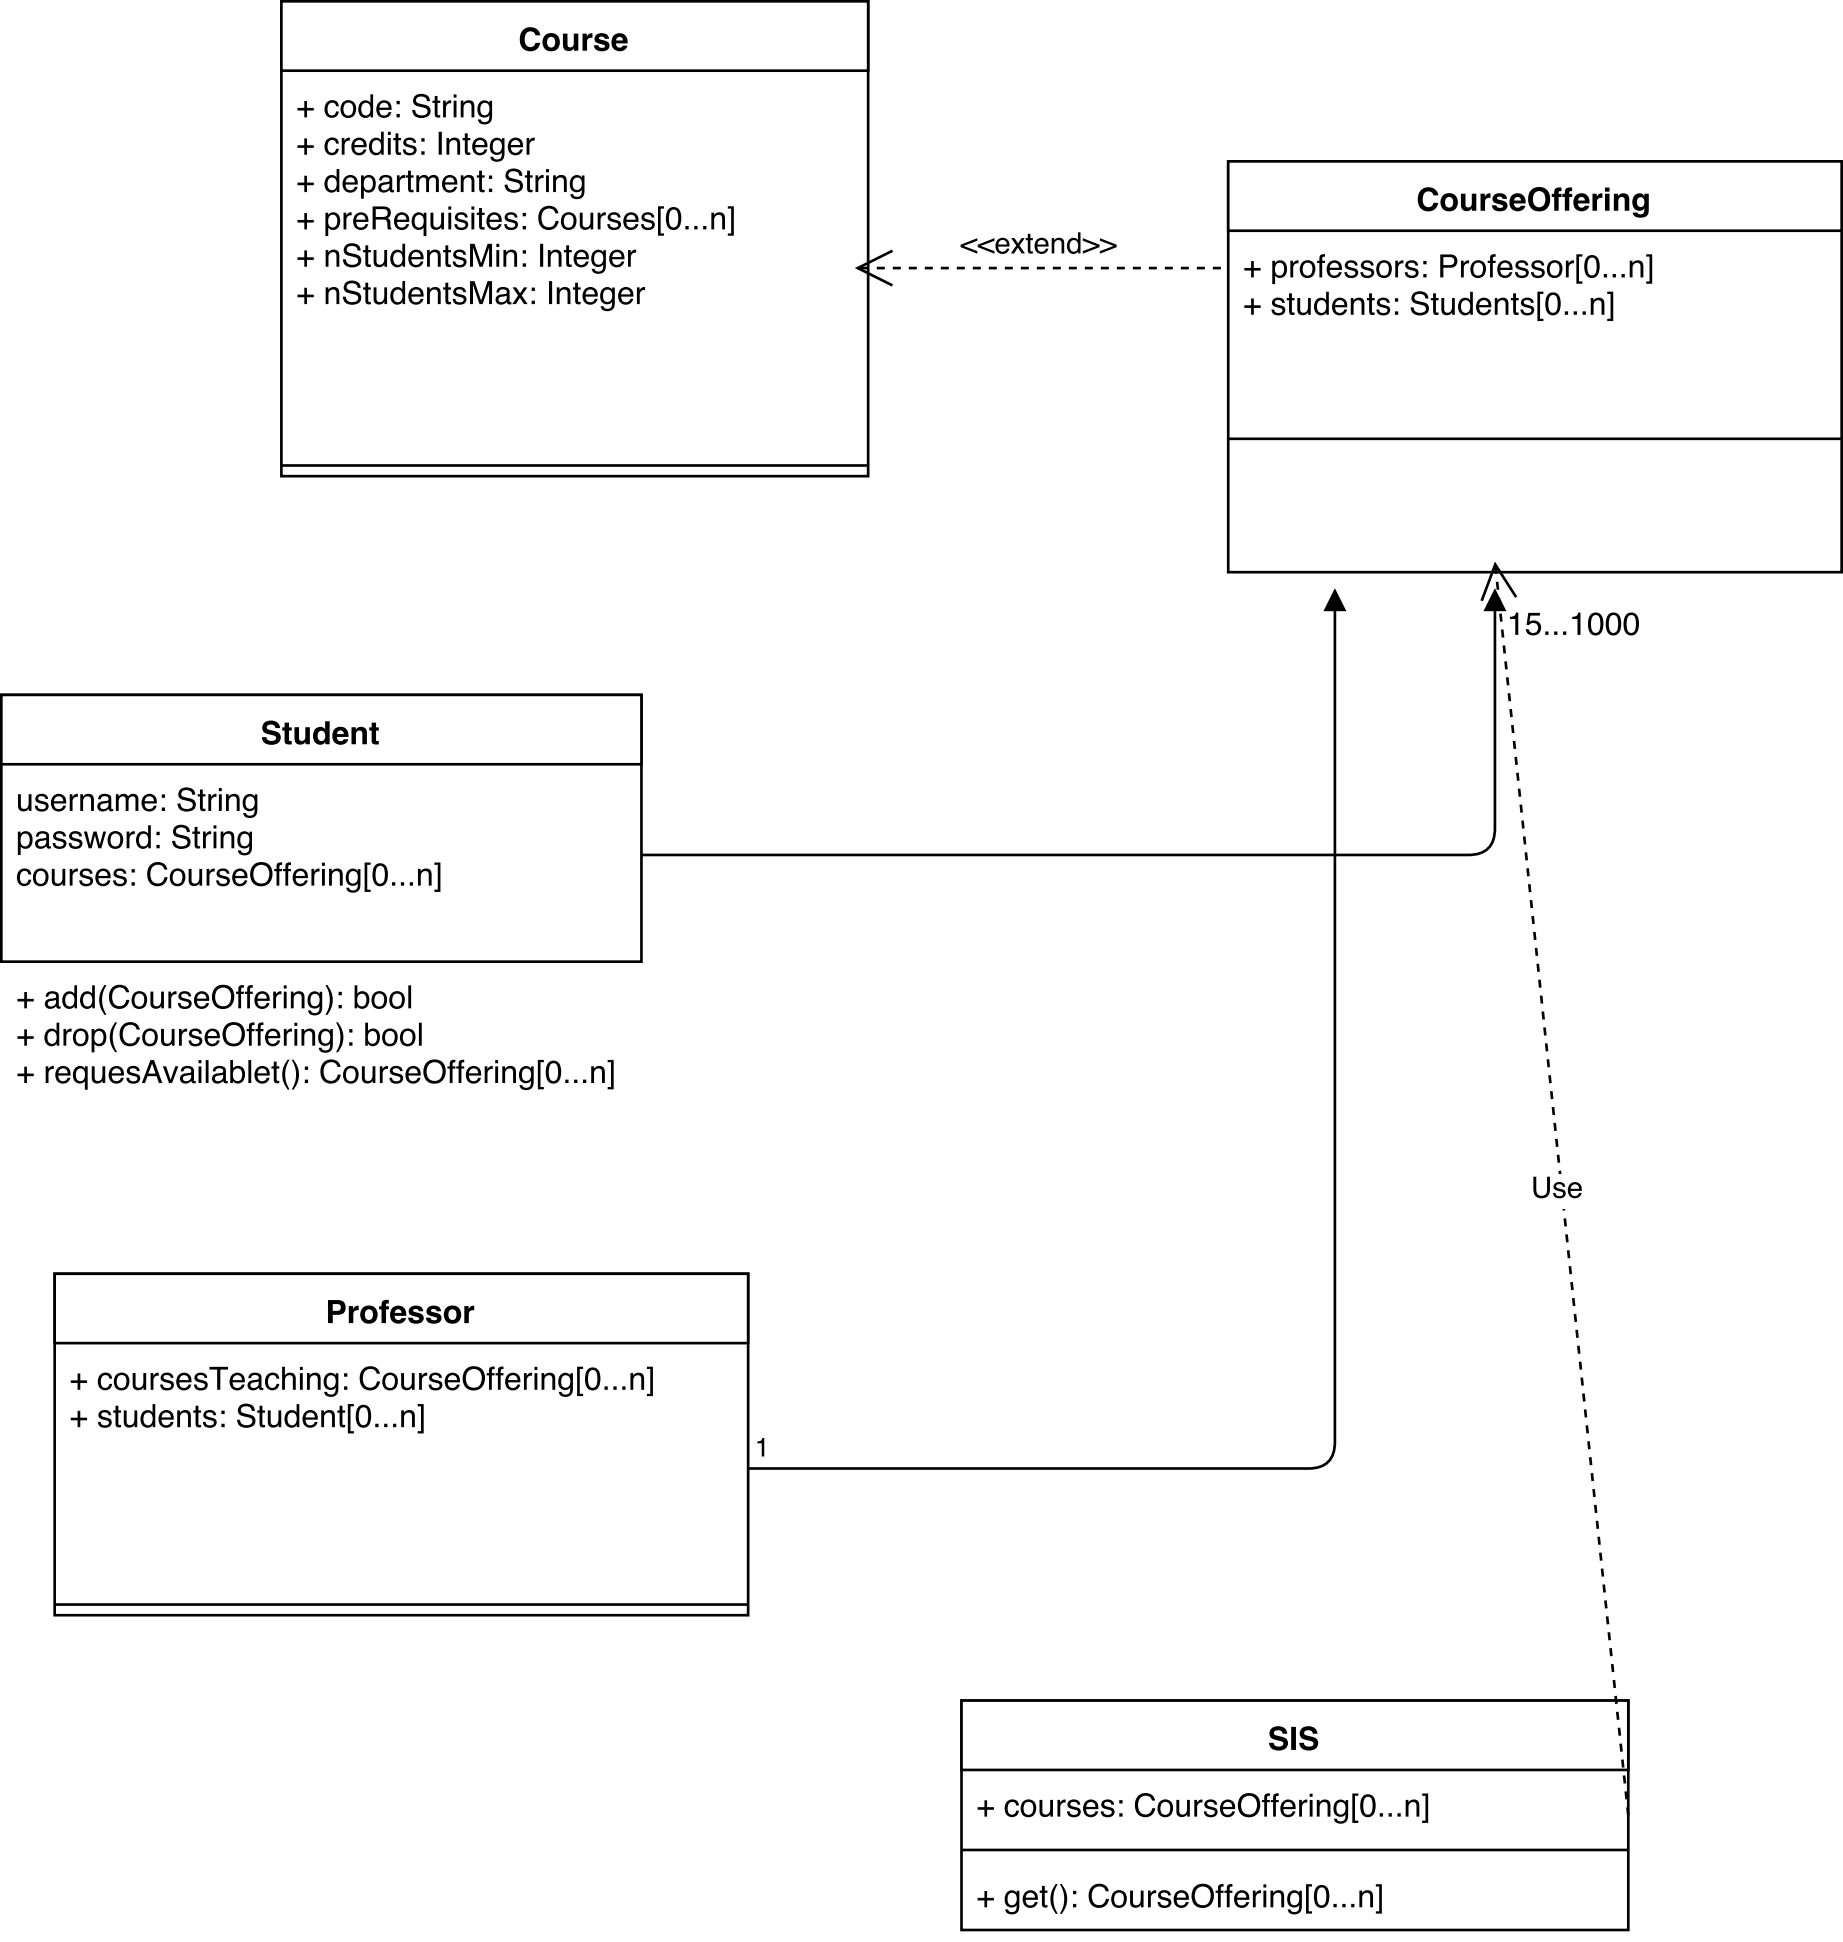 Course
+ code: String
+ credits: Integer
+ department: String
+ preRequisites: Courses[0...n]
+ nStudentsMin: Integer
+ nStudentsMax: Integer
<<extend>>
CourseOffering
+ professors: Professor[0...n]
+ students: Students[0...n]
15...1000
Student
username: String
password: String
courses: CourseOffering[0...n]
+ add(CourseOffering): bool
+ drop(CourseOffering): bool
+ requesAvailablet(): CourseOffering[0...n]
Use
Professor
+ coursesTeaching: CourseOffering[0...n]
+ students: Student[0...n]
1
SIS
+ courses: CourseOffering[0...n]
+ get(): CourseOffering[0...n]